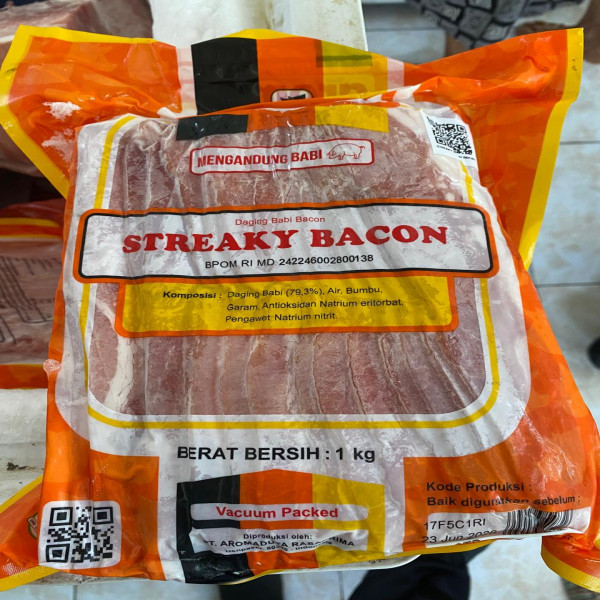 MENGANDUNG BABI
Daging Babi Bacon
STREAKY BACON
BPOM RI MD 242246002800138
Komposisi : Daging Babi (79,3%), Air, Bumbu,
Garam, Antioksidan Natrium eritorbat,
Pengawet Natrium nitrit.
BERAT BERSIH : 1 kg
Vacuum Packed
Diproduksi oleh:
Kode Produksi :
Baik digunakan sebelum :
17F5C1RI
23 Jun